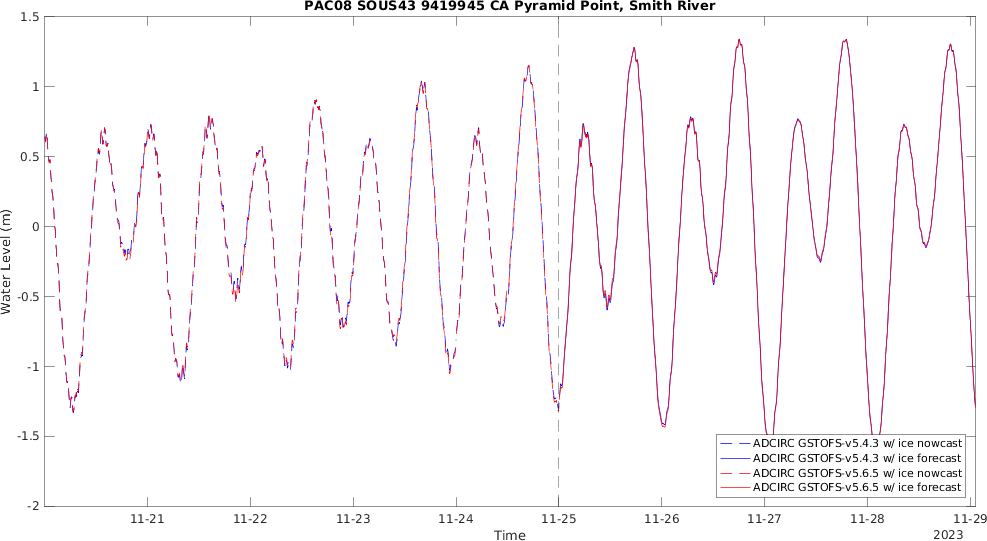 PAC08 SOUS43 9419945 CA Pyramid Point, Smith River
1.5
1
0.5
0
-0.5
-1
-1.5
-2
Water Level (m)
11-21 11-22 11-23 11-24 11-25 11-26 11-27 11-28 11-29
Time
2023
ADCIRC GSTOFS-v5.4.3 w/ ice nowcast
ADCIRC GSTOFS-v5.4.3 w/ ice forecast
ADCIRC GSTOFS-v5.6.5 w/ ice nowcast
ADCIRC GSTOFS-v5.6.5 w/ ice forecast